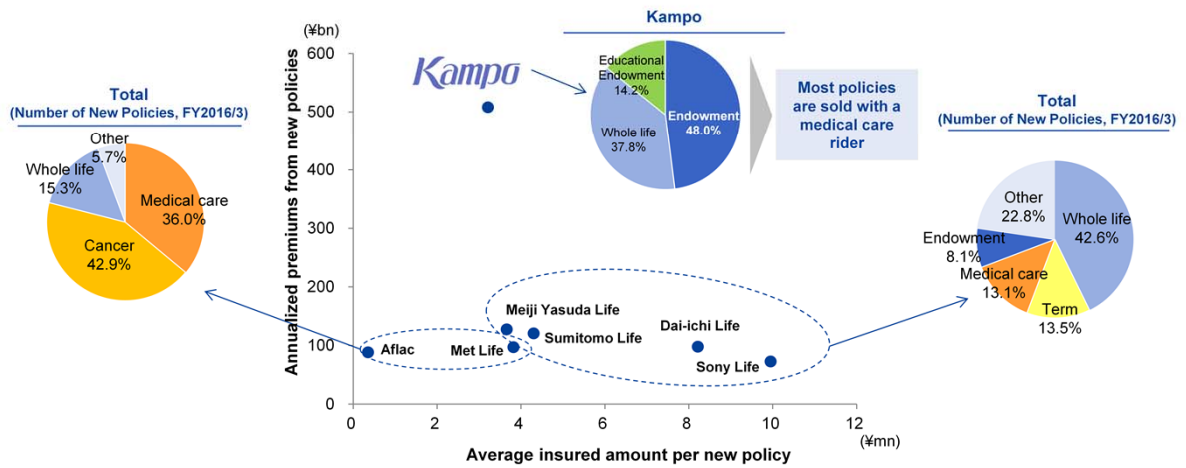 Kampo
(¥bn)
Annualized premiums from new policies
600
500
400
300
200
100
0
0
2
4
6
8
10
12
(¥mn)
Average insured amount per new policy
Kampo
Educational
Endowment
14.2%
Endowment
48.0%
Whole life
37.8%
Most policies
are sold with a
medical care
rider
Total
(Number of New Policies, FY2016/3)
Other
5.7%
Whole life
15.3%
Medical care
36.0%
Cancer
42.9%
Total
(Number of New Policies, FY2016/3)
Other
22.8%
Whole life
42.6%
Endowment
8.1%
Medical care
13.1%
Term
13.5%
Meiji Yasuda Life
Sumitomo Life
Dai-ichi Life
Aflac
Met Life
Sony Life